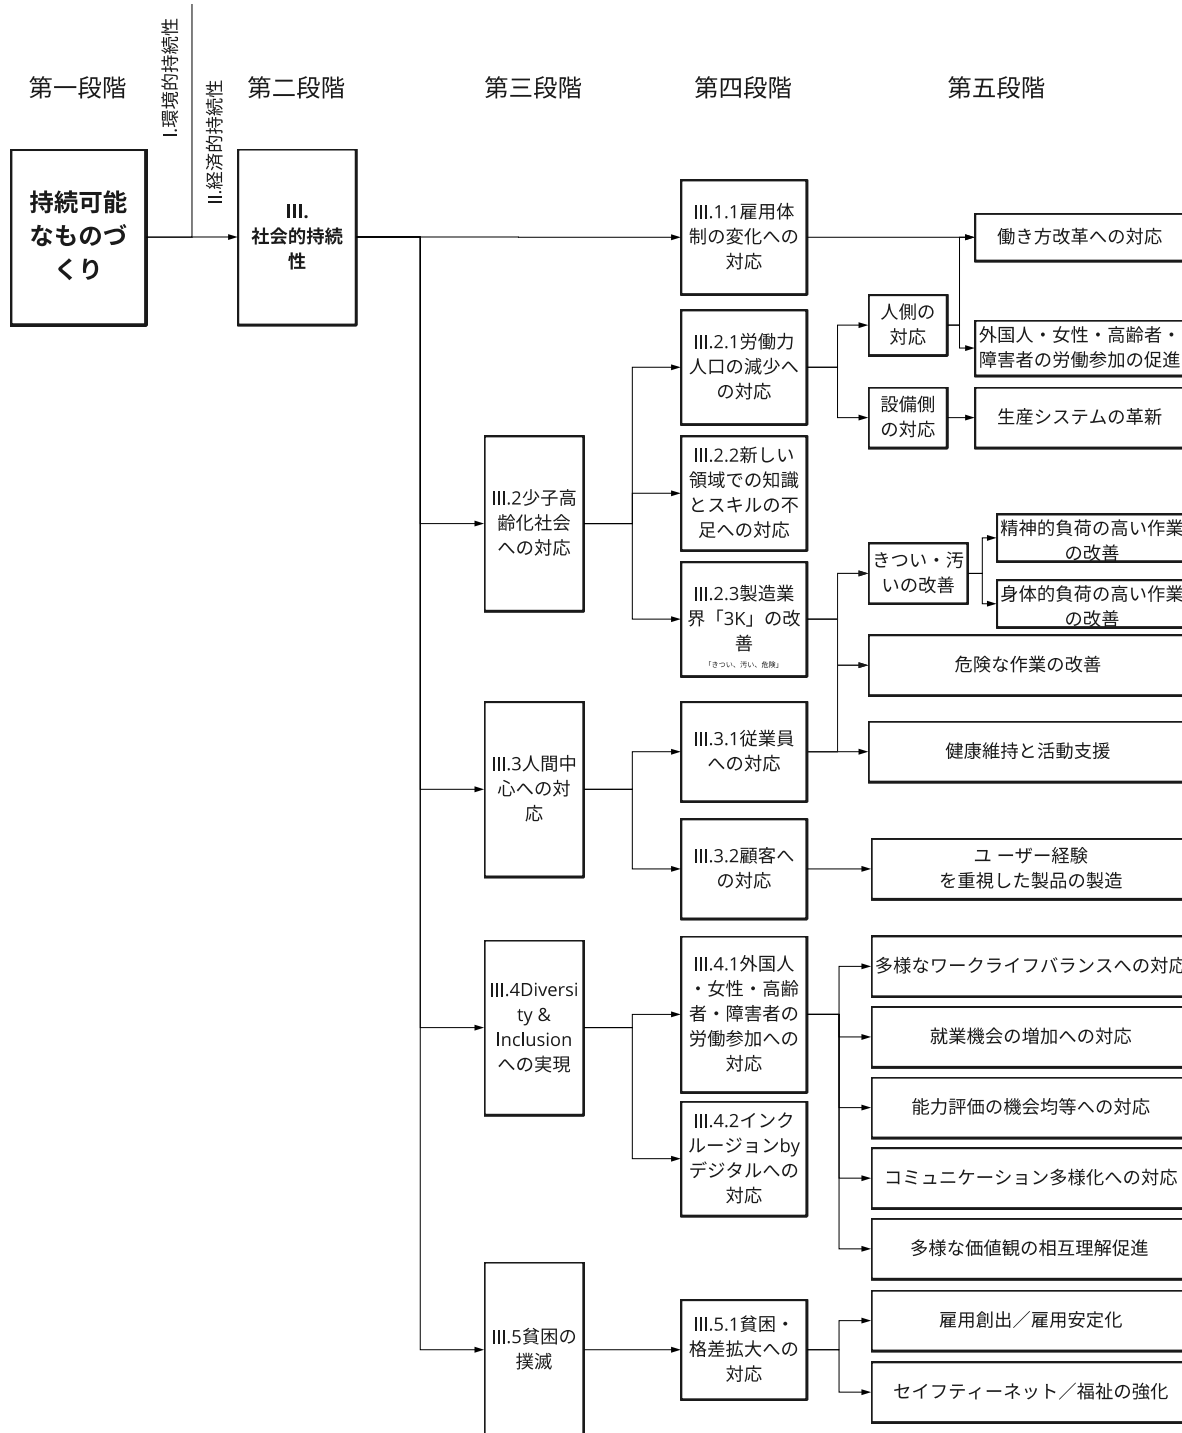 第一段階
I.環境的持続性
II.経済的持続性
第二段階
第三段階
第四段階
第五段階
持続可能
なものづ
くり
III.
社会的持続
性
III.1.1雇用体
制の変化への
対応
働き方改革への対応
III.2.1労働力
人口の減少へ
の対応
人側の
対応
外国人・女性・高齢者・
障害者の労働参加の促進
設備側
の対応
生産システムの革新
III.2少子高
齢化社会
への対応
III.2.2新しい
領域での知識
とスキルの不
足への対応
III.2.3製造業
界「3K」の改
善
「きつい、汚い、危険」
きつい・汚
いの改善
精神的負荷の高い作業
の改善
身体的負荷の高い作業
の改善
危険な作業の改善
III.3人間中
心への対
応
III.3.1従業員
への対応
健康維持と活動支援
III.3.2顧客へ
の対応
ユーザー経験
を重視した製品の製造
III.4Diversi
ty &
Inclusion
への実現
III.4.1外国人
・女性・高齢
者・障害者の
労働参加への
対応
多様なワークライフバランスへの対応
就業機会の増加への対応
能力評価の機会均等への対応
コミュニケーション多様化への対応
多様な価値観の相互理解促進
III.4.2インク
ルージョンby
デジタルへの
対応
III.5貧困の
撲滅
III.5.1貧困・
格差拡大への
対応
雇用創出／雇用安定化
セイフティーネット／福祉の強化